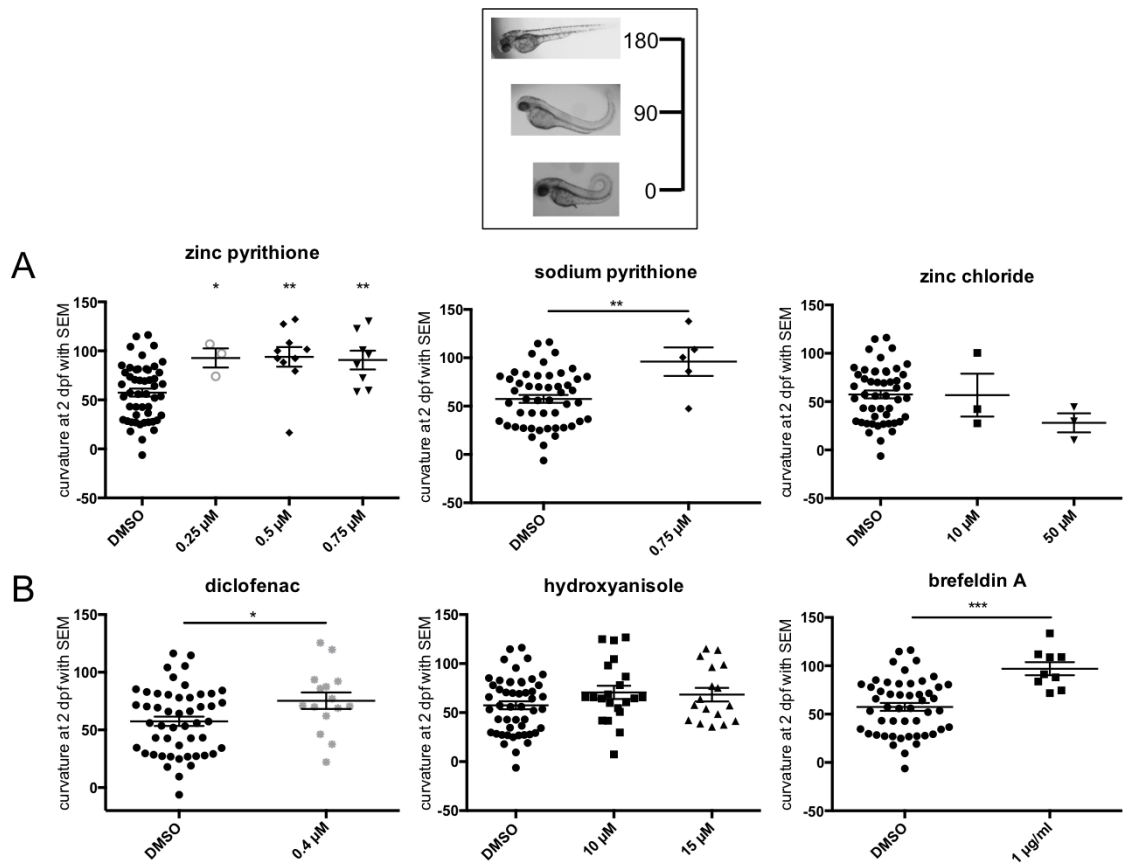 180
90
0
A
zinc pyrithione
curvature at 2 dpf with SEM
150
100
50
0
-50
*
**
**
DMSO
0.25 µM
0.5 µM
0.75 µM
sodium pyrithione
curvature at 2 dpf with SEM
150
100
50
0
-50
**
DMSO
0.75 µM
zinc chloride
curvature at 2 dpf with SEM
150
100
50
0
-50
DMSO
10 µM
50 µM
B
diclofenac
curvature at 2 dpf with SEM
150
100
50
0
*
DMSO
0.4 µM
hydroxyanisole
curvature at 2 dpf with SEM
150
100
50
0
-50
DMSO
10 µM
15 µM
brefeldin A
curvature at 2 dpf with SEM
150
100
50
0
-50
***
DMSO
1 µg/ml